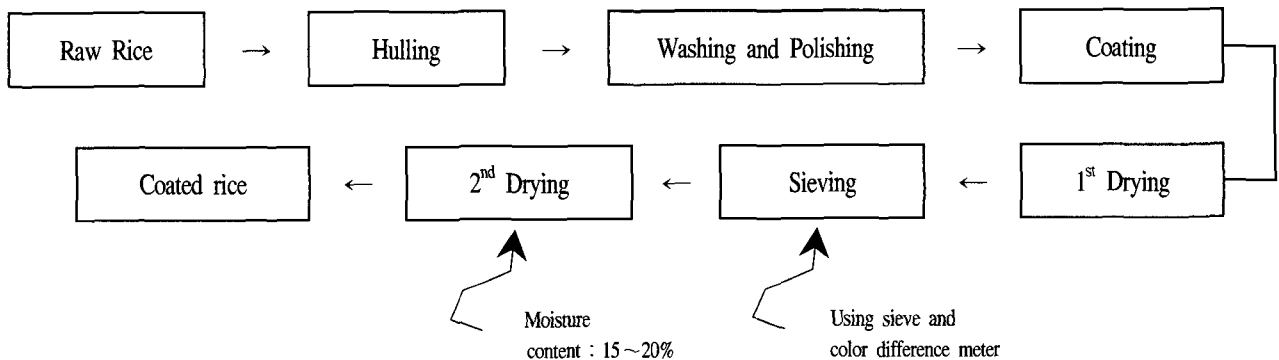 Raw Rice → Hulling → Washing and Polishing → Coating
Coated rice ← 2nd Drying ← Sieving ← 1st Drying
Moisture
content : 15～20%
Using sieve and
color difference meter